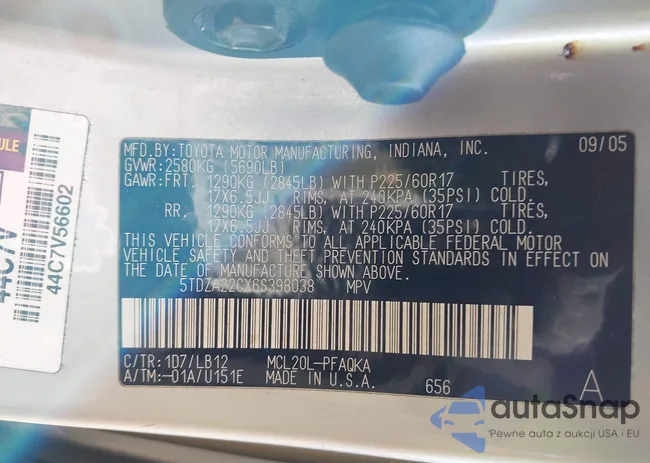 MFD.BY:TOYOTA MOTOR MANUFACTURING, INDIANA, INC. 09/05
GVWR:2580KG (5690LB)
GAWR:FRT. 1290KG (2845LB) WITH P225/60R17 TIRES,
17X6.5JJ RIMS, AT 240KPA (35PSI) COLD.
RR. 1290KG (2845LB) WITH P225/60R17 TIRES,
17X6.5JJ RIMS, AT 240KPA (35PSI) COLD.
THIS VEHICLE CONFORMS TO ALL APPLICABLE FEDERAL MOTOR
VEHICLE SAFETY AND THEFT PREVENTION STANDARDS IN EFFECT ON
THE DATE OF MANUFACTURE SHOWN ABOVE.
5TDZA22CX6S398038 MPV
C/TR:1D7/LB12 MCL20L-PFAQKA
A/TM:-01A/U151E MADE IN U.S.A. 656 A
44C7V56602
44C7V
autaSnap
*Pewne auta z aukcji USA i EU